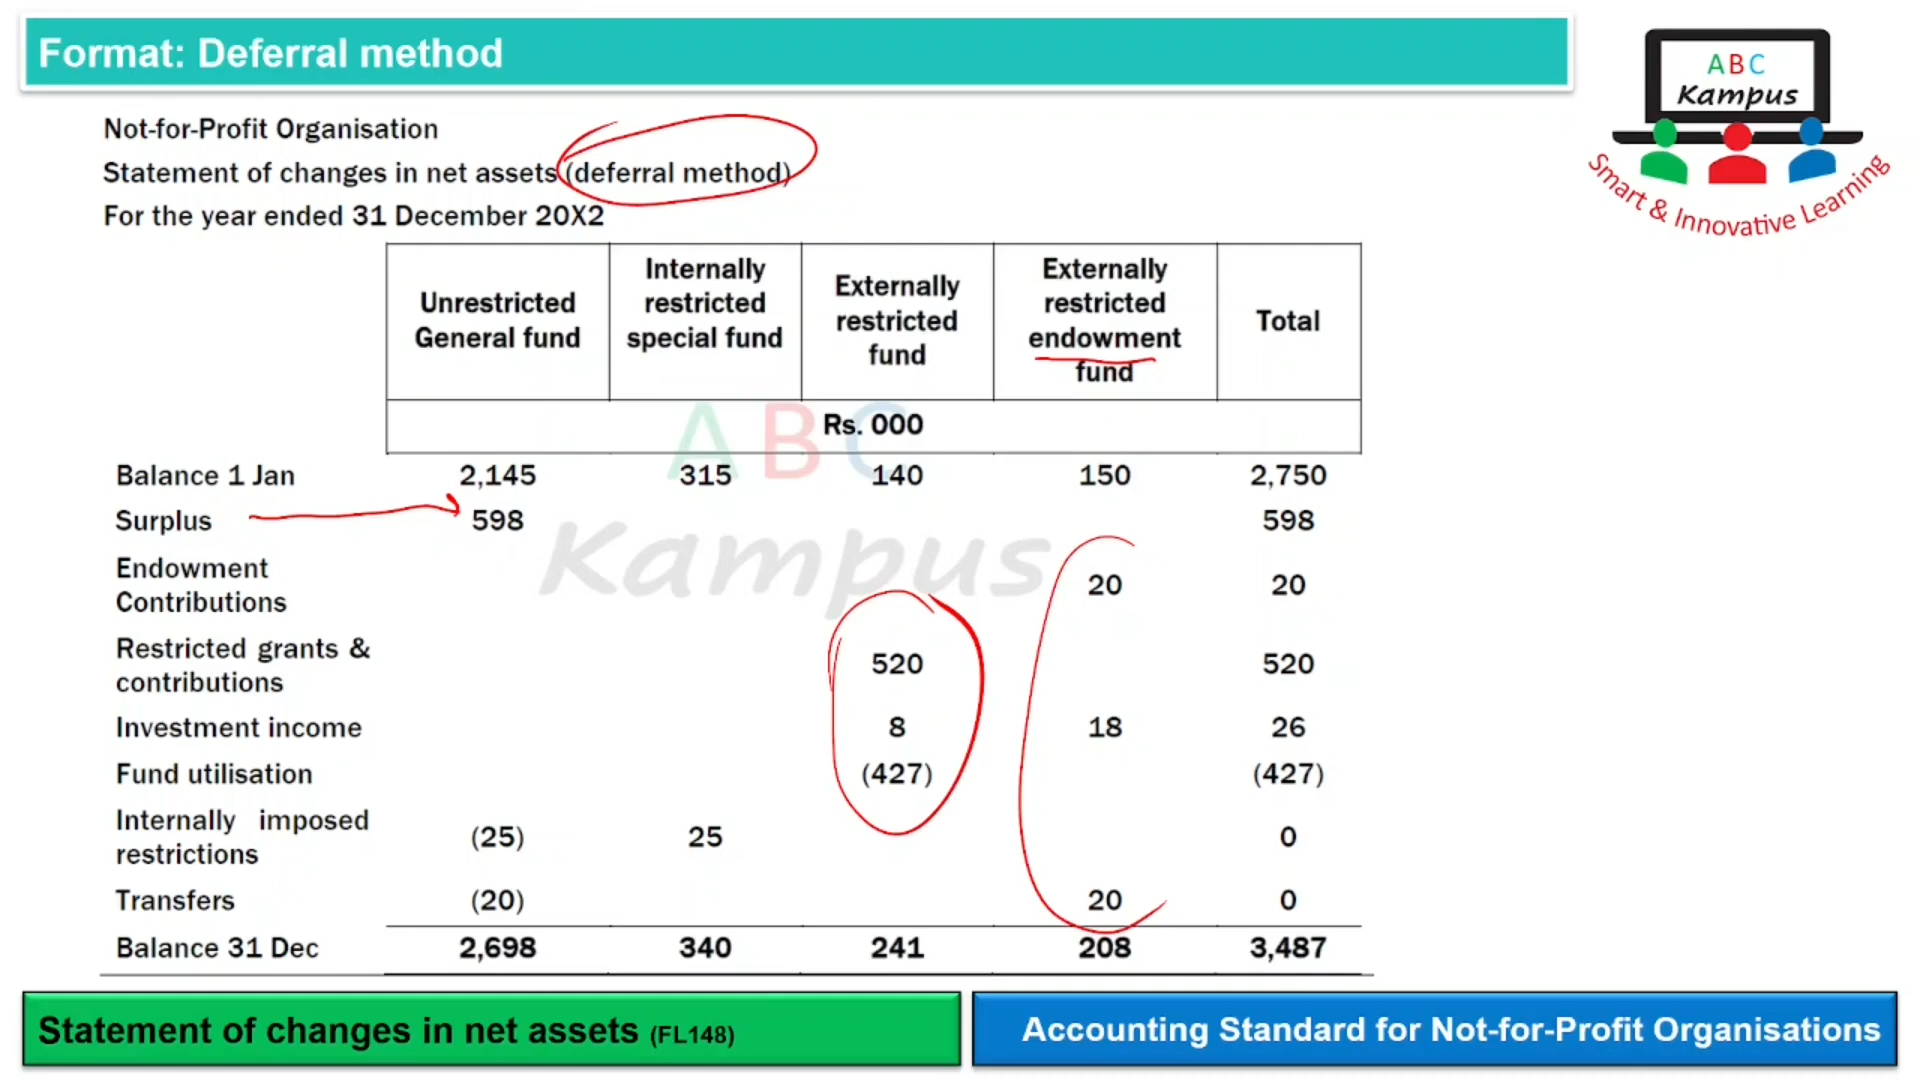 Format: Deferral method
A B C
Kampus
Smart & Innovative Learning
Not-for-Profit Organisation
Statement of changes in net assets (deferral method)
For the year ended 31 December 20X2
Unrestricted General fund
Internally restricted special fund
Externally restricted fund
Externally restricted endowment fund
Total
Rs. 000
A B C
Kampus
Balance 1 Jan 2,145 315 140 150 2,750
Surplus 598 598
Endowment
Contributions 20 20
Restricted grants &
contributions 520 520
Investment income 8 18 26
Fund utilisation (427) (427)
Internally imposed
restrictions (25) 25 0
Transfers (20) 20 0
Balance 31 Dec 2,698 340 241 208 3,487
Statement of changes in net assets (FL148)
Accounting Standard for Not-for-Profit Organisations